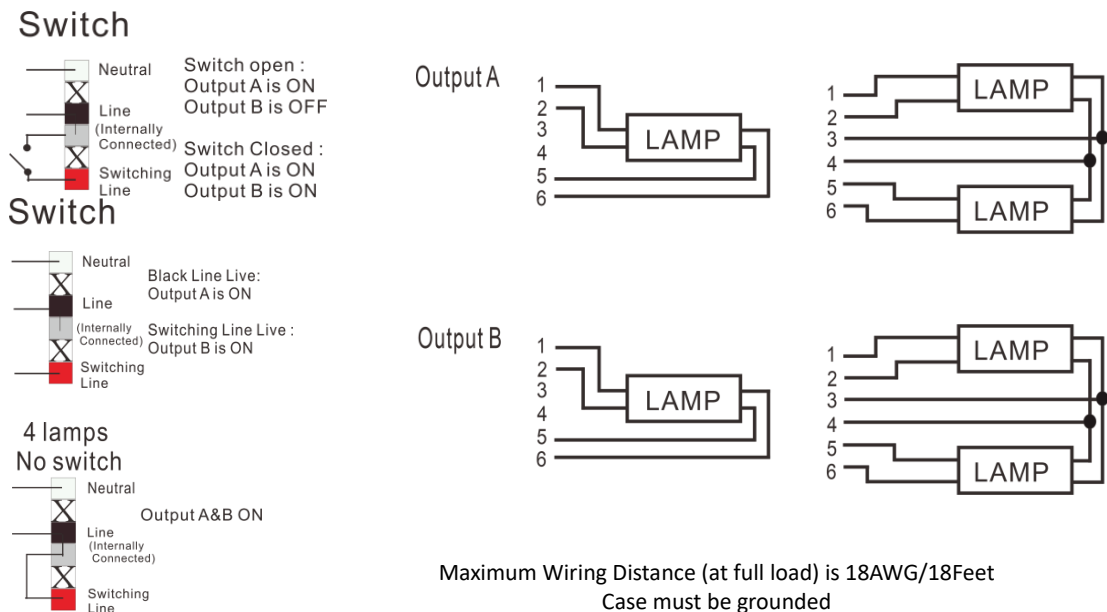 Switch
Neutral
Line
(Internally
Connected)
Switching
Line
Switch open :
Output A is ON
Output B is OFF
Switch Closed :
Output A is ON
Output B is ON
Switch
Neutral
Line
(Internally
Connected)
Switching
Line
Black Line Live:
Output A is ON
Switching Line Live :
Output B is ON
4 lamps
No switch
Neutral
Line
(Internally
Connected)
Switching
Line
Output A&B ON
Output A
1
2
3
4
5
6
LAMP
1
2
3
4
5
6
LAMP
LAMP
Output B
1
2
3
4
5
6
LAMP
1
2
3
4
5
6
LAMP
LAMP
Maximum Wiring Distance (at full load) is 18AWG/18Feet
Case must be grounded